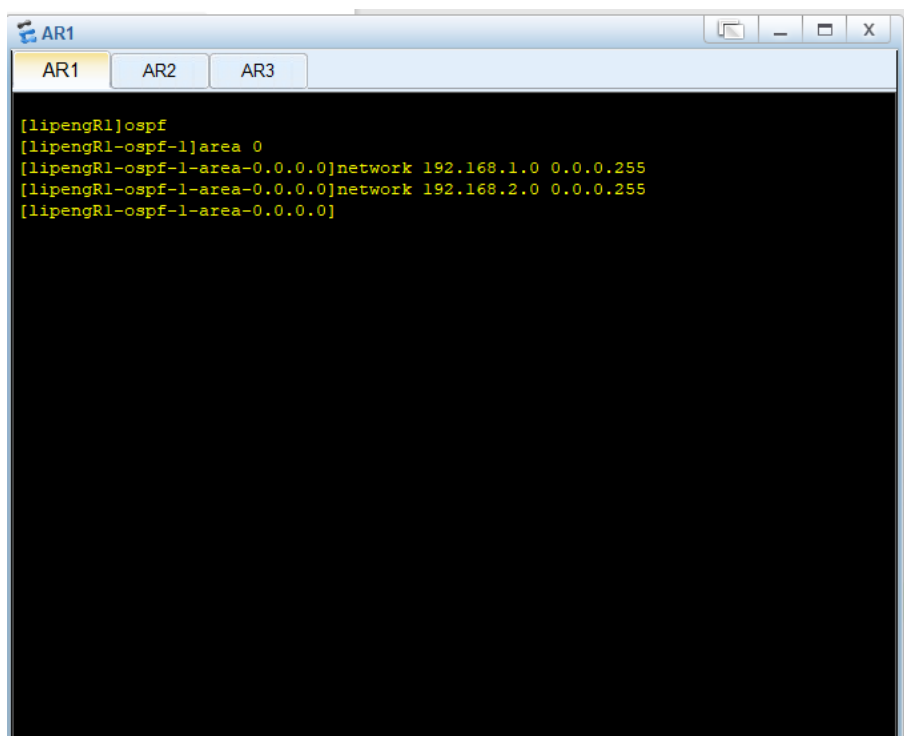 AR1
X
AR1 AR2 AR3
[lipengR1]ospf
[lipengR1-ospf-1]area 0
[lipengR1-ospf-1-area-0.0.0.0]network 192.168.1.0 0.0.0.255
[lipengR1-ospf-1-area-0.0.0.0]network 192.168.2.0 0.0.0.255
[lipengR1-ospf-1-area-0.0.0.0]